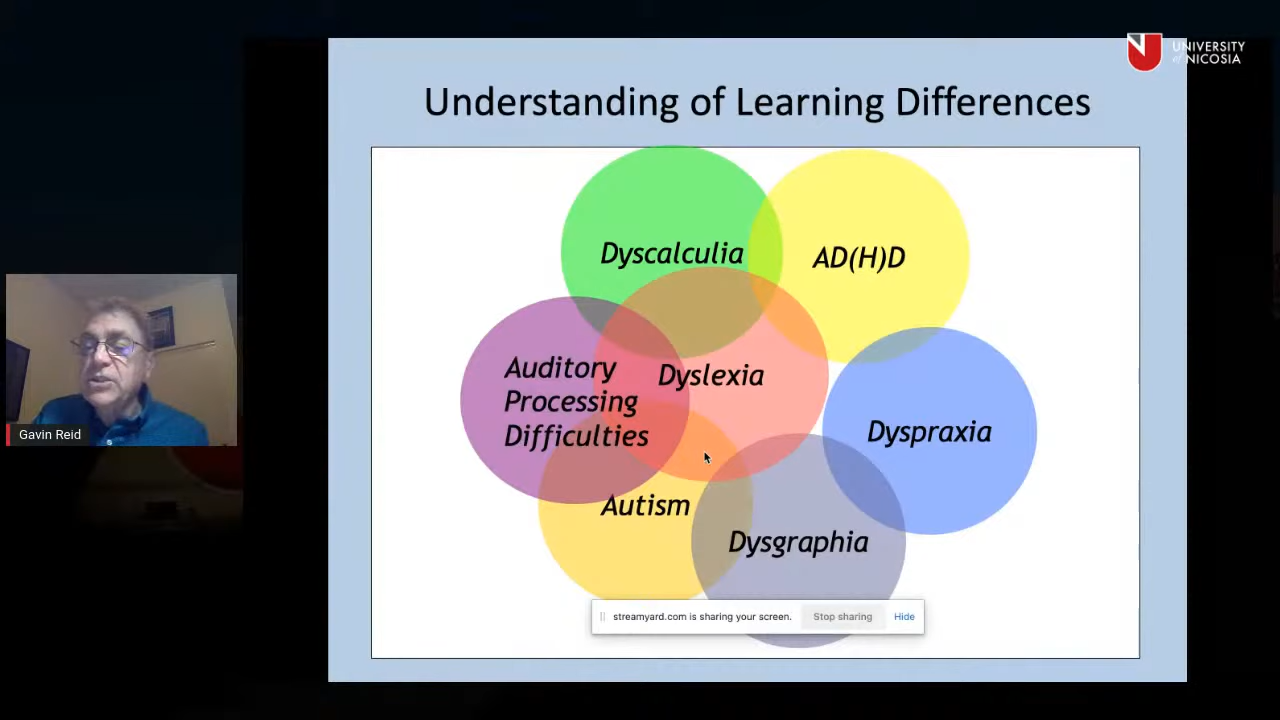 UNIVERSITY
of NICOSIA
Understanding of Learning Differences
Dyscalculia
AD(H)D
Auditory
Processing
Difficulties
Dyslexia
Dyspraxia
Autism
Dysgraphia
Gavin Reid
streamyard.com is sharing your screen. Stop sharing Hide